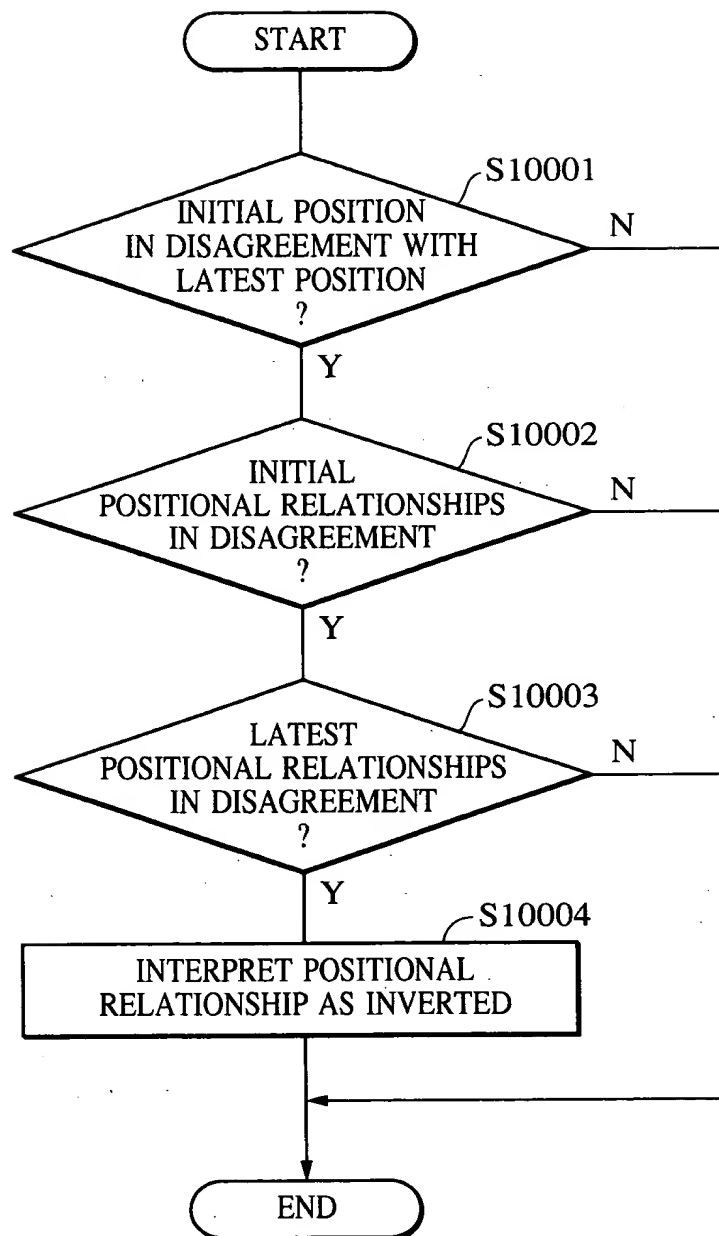 START
S10001
INITIAL POSITION
IN DISAGREEMENT WITH
LATEST POSITION
?
N
Y
S10002
INITIAL
POSITIONAL RELATIONSHIPS
IN DISAGREEMENT
?
N
Y
S10003
LATEST
POSITIONAL RELATIONSHIPS
IN DISAGREEMENT
?
N
Y
S10004
INTERPRET POSITIONAL
RELATIONSHIP AS INVERTED
END